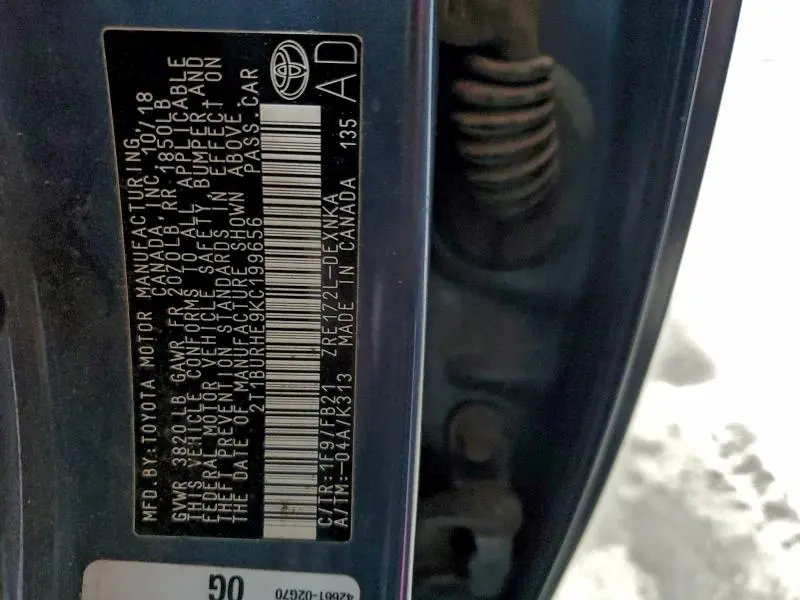 MFD. BY: TOYOTA MOTOR MANUFACTURING,
CANADA, INC. 10/18
GVWR 3820LB GAWR FR 2020LB, RR 1850LB
THIS VEHICLE CONFORMS TO ALL APPLICABLE
FEDERAL MOTOR VEHICLE SAFETY, BUMPER AND
THEFT PREVENTION STANDARDS IN EFFECT ON
THE DATE OF MANUFACTURE SHOWN ABOVE.
2T1BURHE9KC199656 PASS. CAR
C/TR: 1F9/FB21 ZRE172L-DEXNKA 135
A/TM: -04A/K313 MADE IN CANADA
AD
0G
42661-02G70